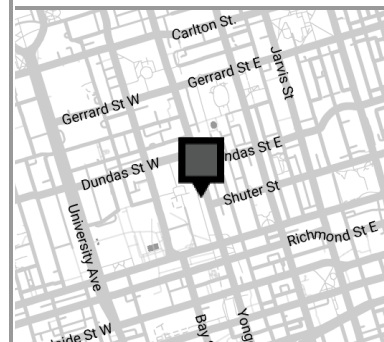 Carlton St.
Jarvis St
Gerrard St E
Gerrard St W
ndas St E
Dundas St W
Shuter St
University Ave
Richmond St E
aide St W
Bay
Yong